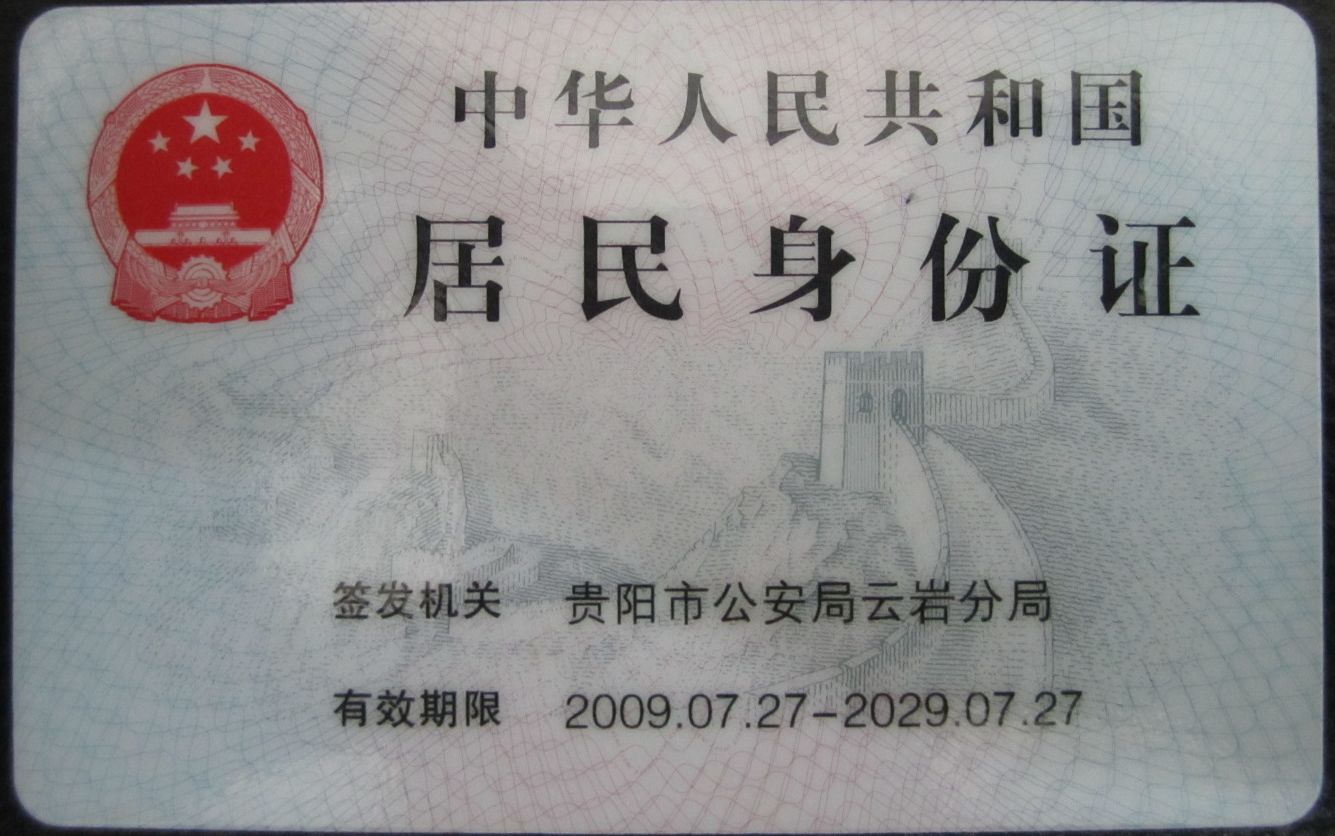 中华人民共和国
居民身份证
签发机关 贵阳市公安局云岩分局
有效期限 2009.07.27-2029.07.27